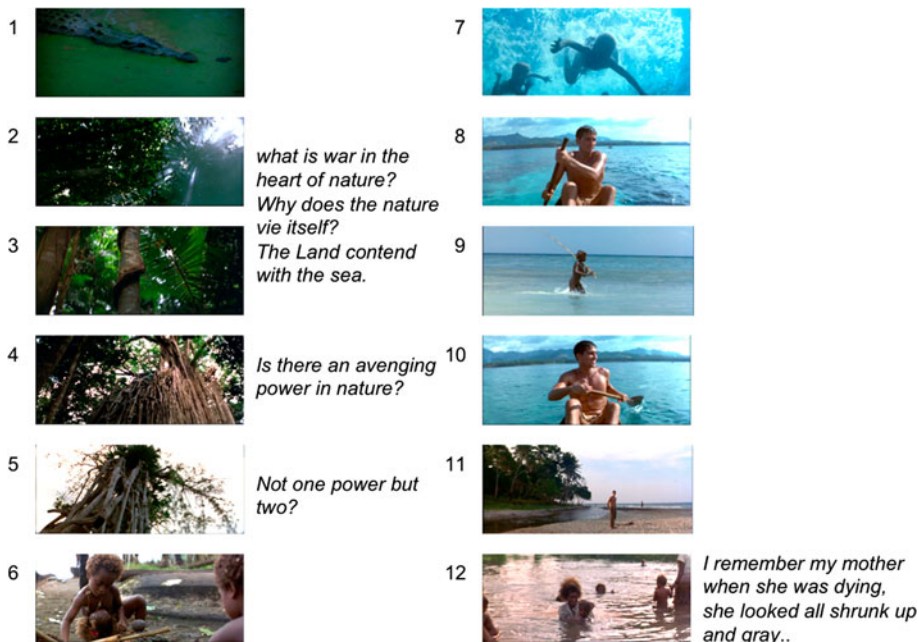 1
2
what is war in the
heart of nature?
Why does the nature
vie itself?
3
The Land contend
with the sea.
4
Is there an avenging
power in nature?
5
Not one power but
two?
6
7
8
9
10
11
12
I remember my mother
when she was dying,
she looked all shrunk up
and gray..